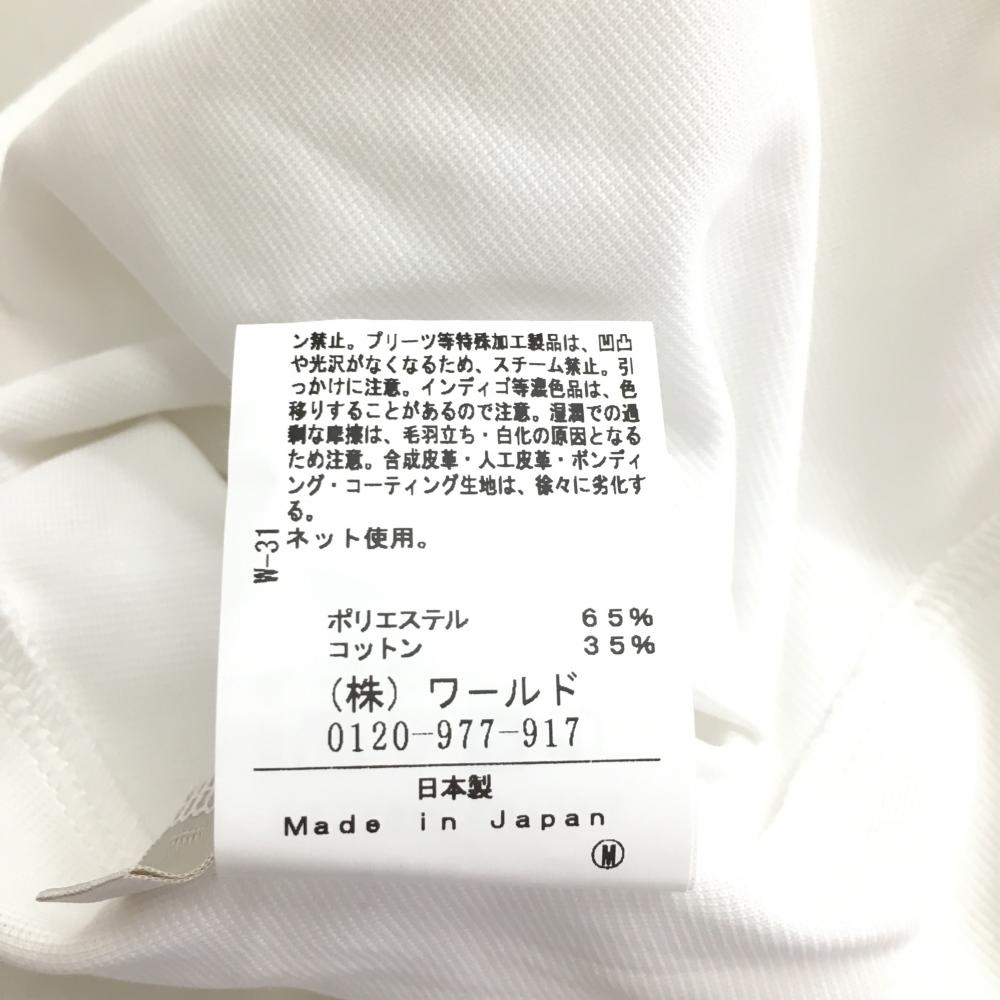 ン禁止。プリーツ等特殊加工製品は、凹凸
や光沢がなくなるため、スチーム禁止。引
っかけに注意。インディゴ等濃色品は、色
移りすることがあるので注意。湿潤での過
剰な摩擦は、毛羽立ち・白化の原因となる
ため注意。合成皮革・人工皮革・ボンディ
ング・コーティング生地は、徐々に劣化す
る。
ネット使用。
W-31
ポリエステル 65%
コットン 35%
(株) ワールド
0120-977-917
日本製
Made in Japan
M